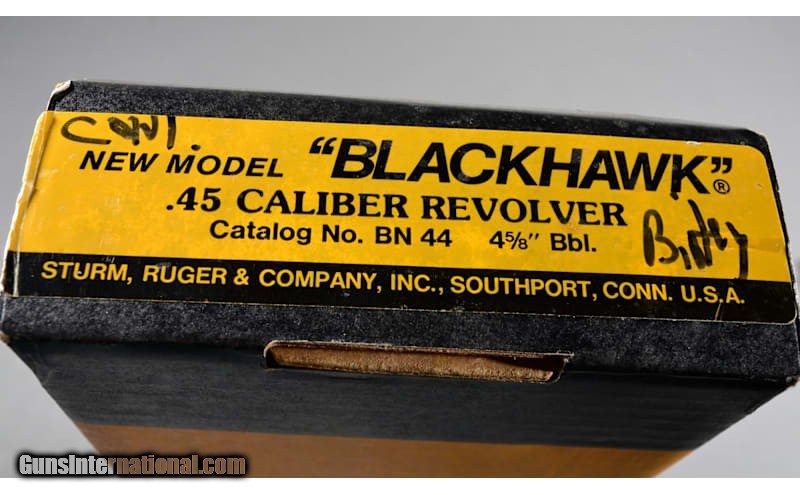 NEW MODEL "BLACKHAWK"®
.45 CALIBER REVOLVER
Catalog No. BN 44 4⅝" Bbl.
STURM, RUGER & COMPANY, INC., SOUTHPORT, CONN. U.S.A.
GunsInternational.com